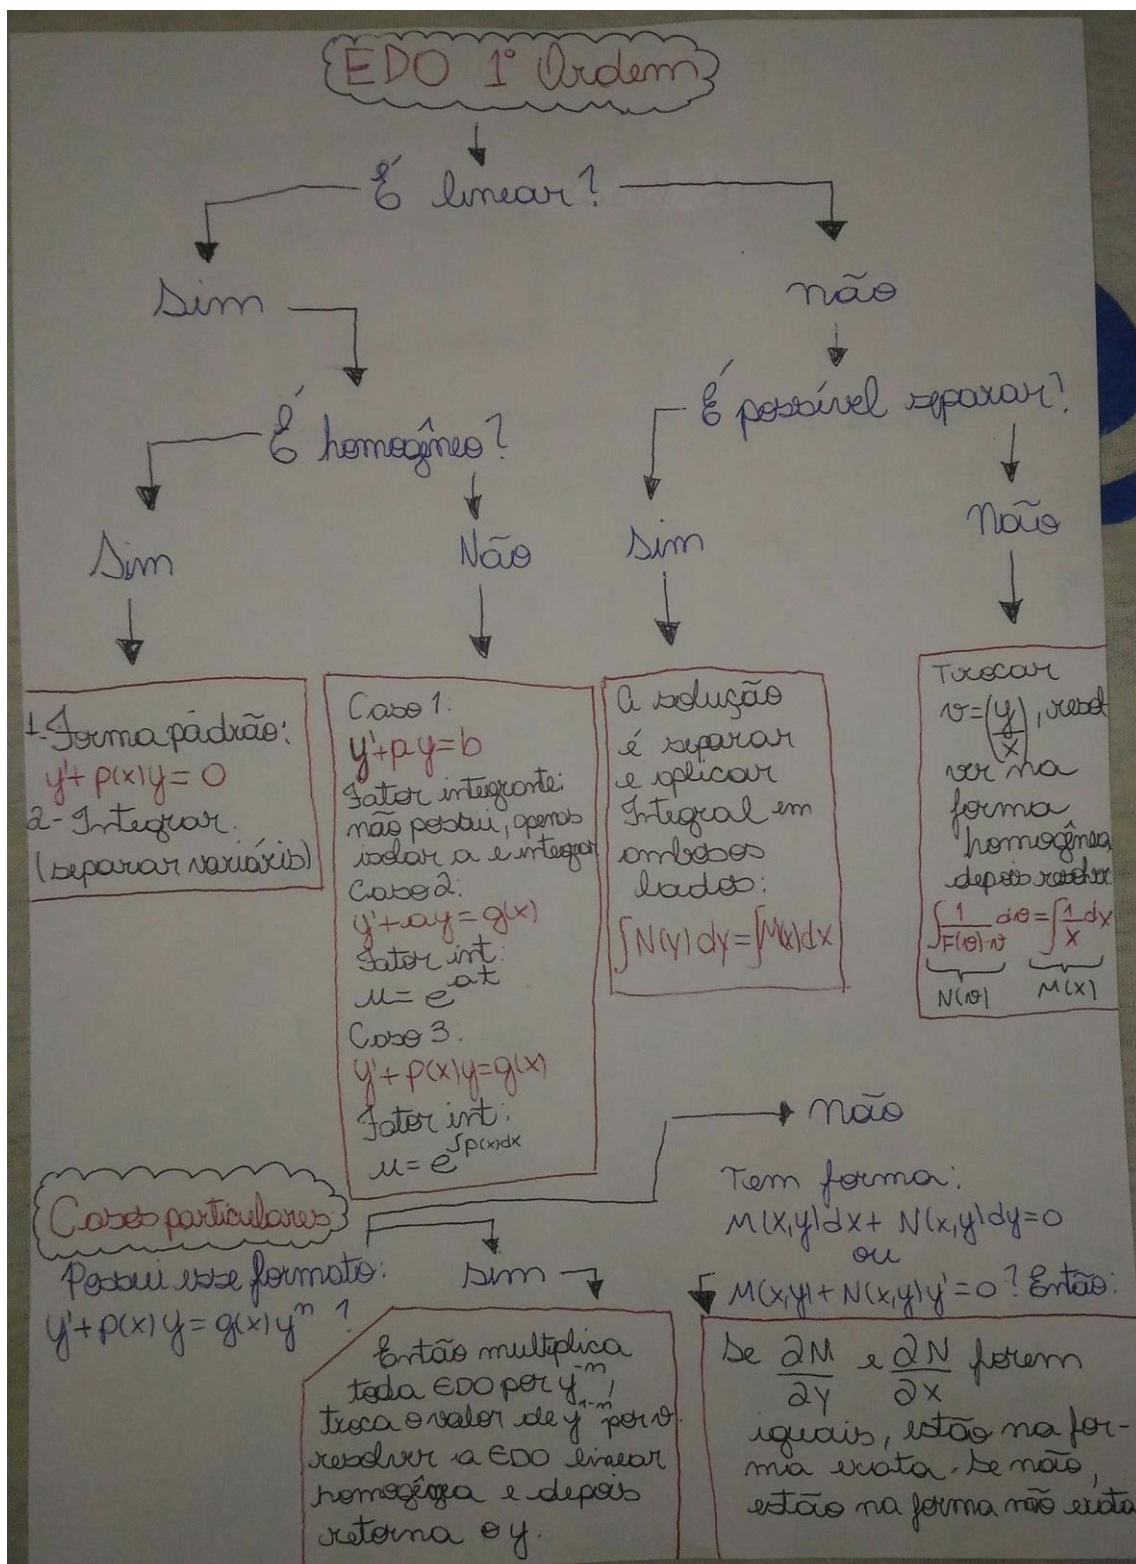 EDO 1° Ordem
É linear?
Sim
não
É homogêneo?
É possível separar?
Sim
Não
Sim
Não
1- Forma pádrão:
y'+ p(x)y = 0
2- Integrar.
(separar variáveis)
Caso 1:
y'+py=b
Fator integrante:
não possui, apenas
isolar a e integrar
Caso 2:
y'+ay=g(x)
Fator int:
μ= e^at
Caso 3:
y'+p(x)y=g(x)
Fator int:
μ= e^∫p(x)dx
A solução
é separar
e aplicar
Integral em
ambosos
lados:
∫N(y)dy=∫M(x)dx
Trocar
v=(y/x), resol
ver na
forma
homogênea
depois resolver
∫1/(F(v)-v) dv=∫1/x dx
N(v) M(x)
não
Casos particulares:
Possui esse formato:
y'+p(x)y=g(x)y^n ?
sim
Tem forma:
M(x,y)dx+ N(x,y)dy=0
ou
M(x,y)+N(x,y)y'=0? Então:
Então multiplica
toda EDO por y^-n,
troca o valor de y^1-n por v.
resolver a EDO linear
homogênea e depois
retorna o y.
Se ∂M/∂y e ∂N/∂x forem
iguais, estão na for-
ma exata. Se não,
estão na forma não exata